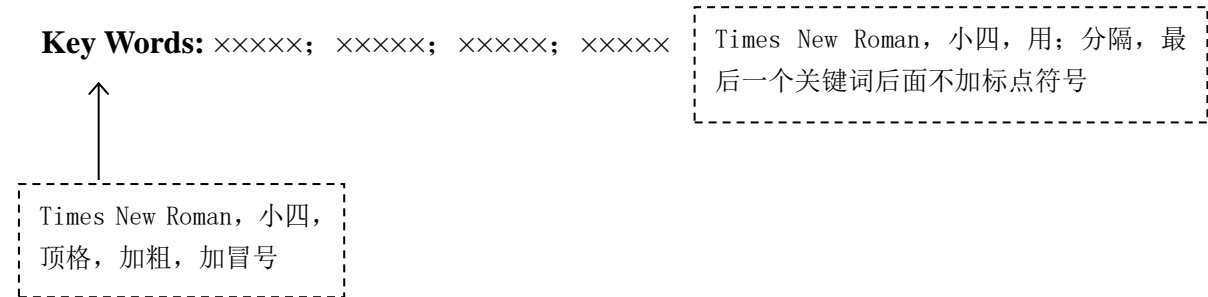 Key Words: ×××××；×××××；×××××；×××××
Times New Roman，小四，用；分隔，最
后一个关键词后面不加标点符号
Times New Roman，小四，
顶格，加粗，加冒号